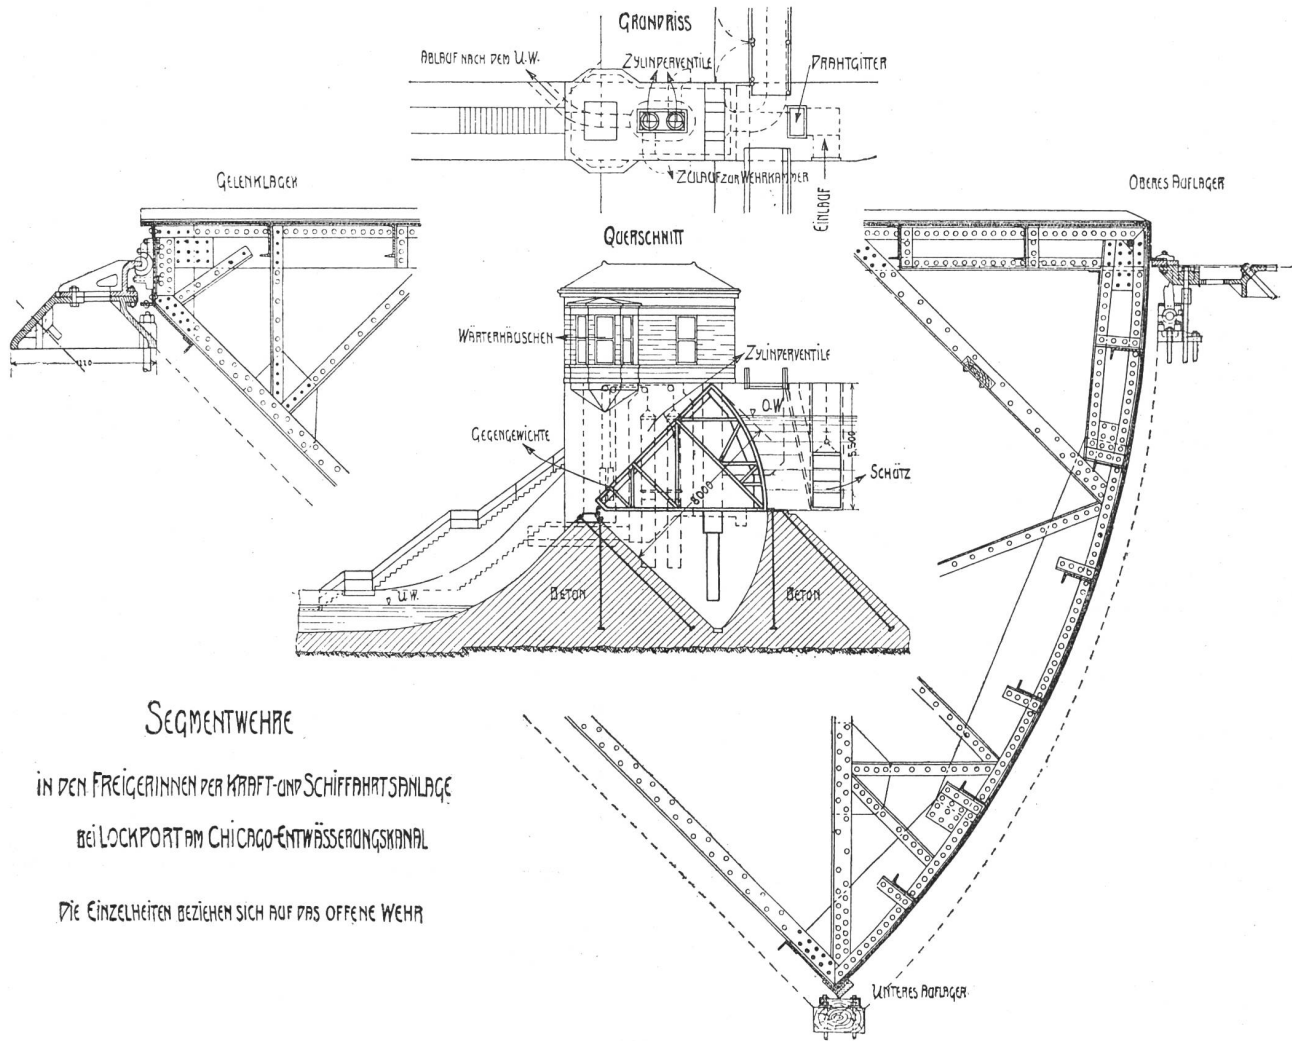 GRUNDRISS
ABLAUF NACH DEM U.W.
ZYLINDERVENTILE
DRAHTGITTER
ZULAUF ZUR WEHRKAMMER
EINLAUF
GELENKLAGER
OBERES AUFLAGER
QUERSCHNITT
WÄRTERHÄUSCHEN
ZYLINDERVENTILE
O.W.
GEGENGEWICHTE
SCHÜTZ
5.300
8000
110
U.W.
BETON
BETON
SEGMENTWEHRE
IN DEN FREIGERINNEN DER KRAFT-UND SCHIFFAHRTSANLAGE
BEI LOCKPORT AM CHICAGO-ENTWÄSSERUNGSKANAL
DIE EINZELHEITEN BEZIEHEN SICH AUF DAS OFFENE WEHR
UNTERES AUFLAGER